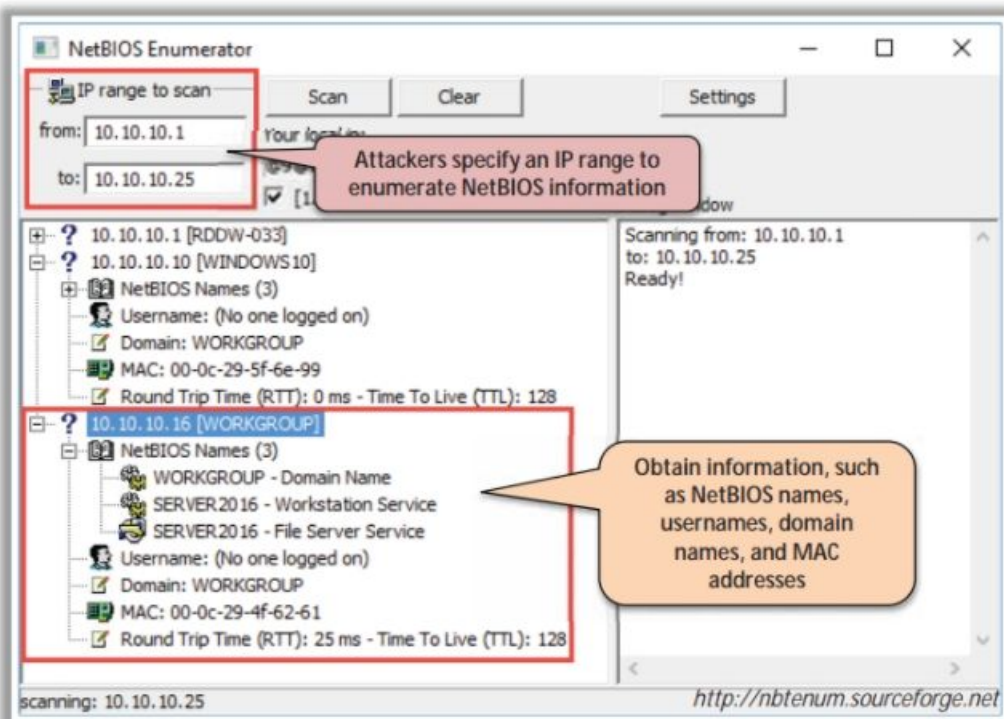 NetBIOS Enumerator
IP range to scan
Scan
Clear
Settings
from: 10.10.10.1
to: 10.10.10.25
Your local ip:
Attackers specify an IP range to
enumerate NetBIOS information
10.10.10.1 [RDDW-033]
10.10.10.10 [WINDOWS10]
NetBIOS Names (3)
Username: (No one logged on)
Domain: WORKGROUP
MAC: 00-0c-29-5f-6e-99
Round Trip Time (RTT): 0 ms - Time To Live (TTL): 128
10.10.10.16 [WORKGROUP]
NetBIOS Names (3)
WORKGROUP - Domain Name
SERVER2016 - Workstation Service
SERVER2016 - File Server Service
Username: (No one logged on)
Domain: WORKGROUP
MAC: 00-0c-29-4f-62-61
Round Trip Time (RTT): 25 ms - Time To Live (TTL): 128
Scanning from: 10.10.10.1
to: 10.10.10.25
Ready!
Obtain information, such
as NetBIOS names,
usernames, domain
names, and MAC
addresses
scanning: 10.10.10.25
http://nbtenum.sourceforge.net